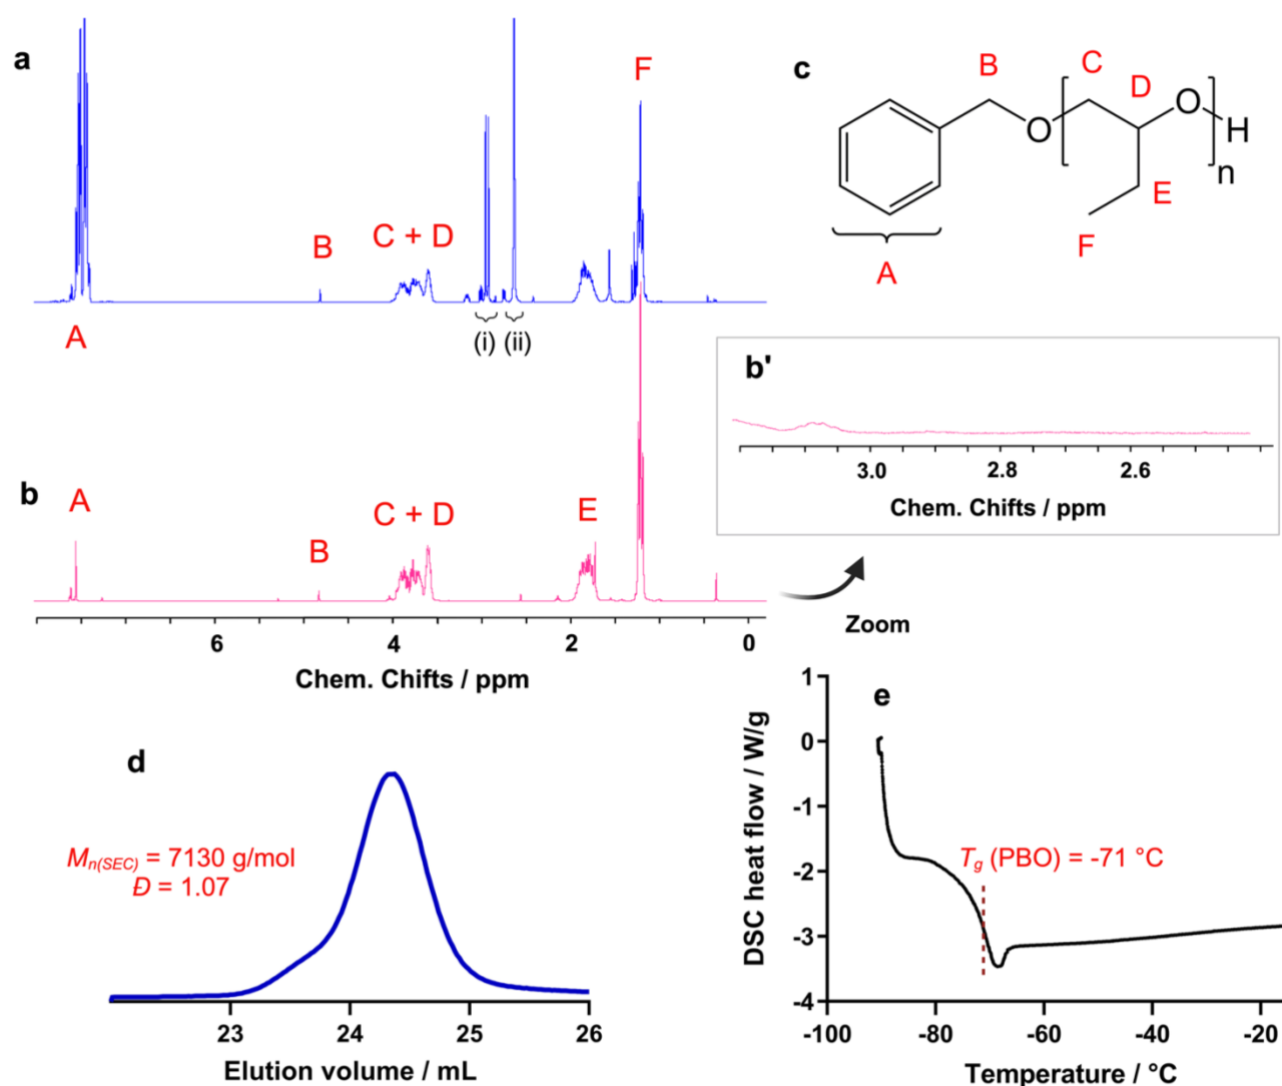 a
F
B
C + D
A
(i) (ii)
c
B
C
D
O
O
H
n
E
F
A
b'
3.0 2.8 2.6
Chem. Chifts / ppm
Zoom
b
A
B
C + D
E
6 4 2 0
Chem. Chifts / ppm
d
Mn(SEC) = 7130 g/mol
Đ = 1.07
23 24 25 26
Elution volume / mL
e
DSC heat flow / W/g
1
0
-1
-2
-3
-4
Tg (PBO) = -71 °C
-100 -80 -60 -40 -20
Temperature / °C